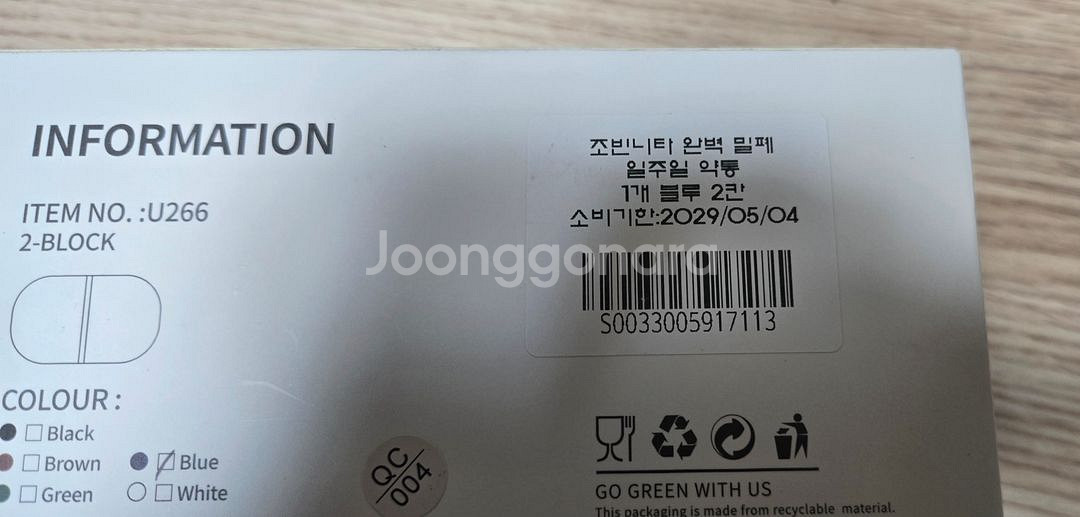 INFORMATION
ITEM NO. :U266
2-BLOCK
COLOUR :
Black
Brown
Blue
Green
White
조빈니타 완벽 밀폐
일주일 약통
1개 블루 2칸
소비기한:2029/05/04
S0033005917113
Joonggonara
QC
004
GO GREEN WITH US
This packaging is made from recyclable material.